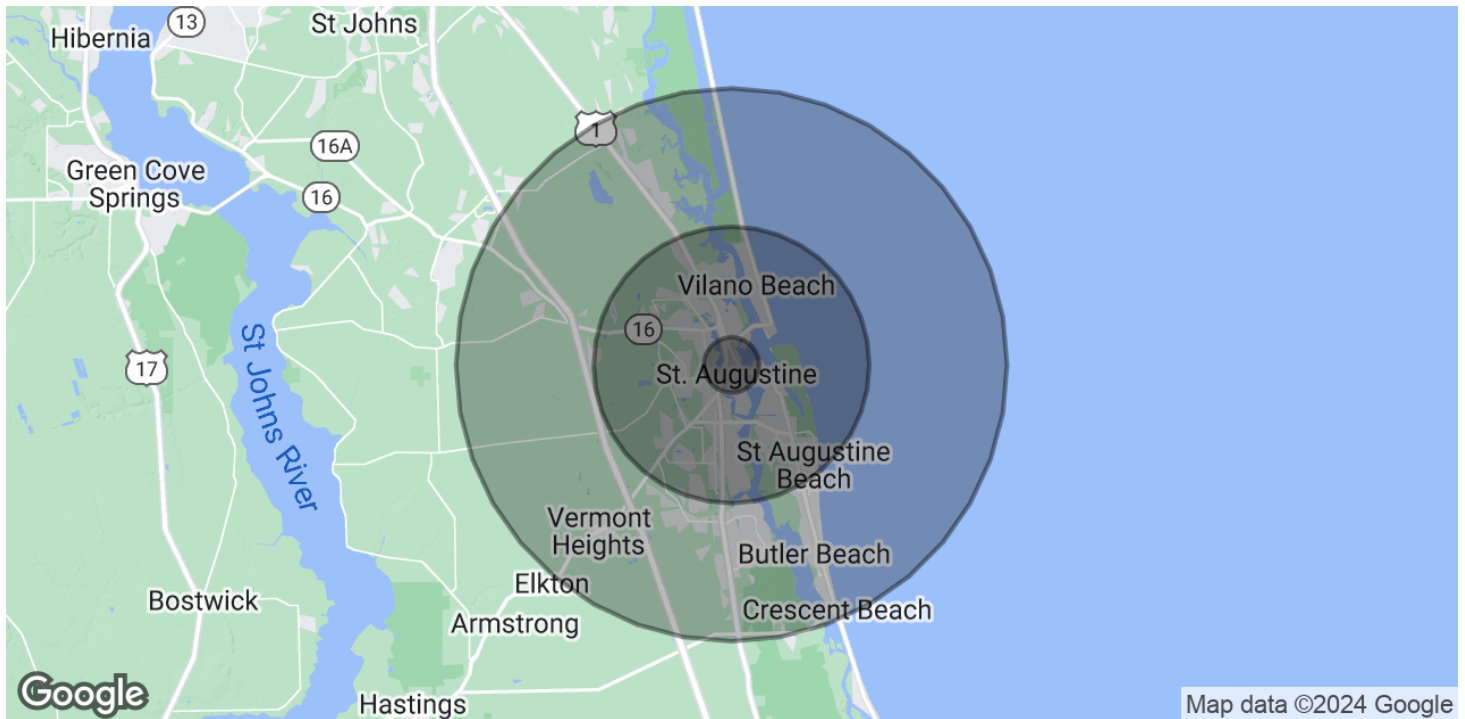 13
St Johns
Hibernia
1
16A
Green Cove
Springs
16
Vilano Beach
16
17
St. Augustine
St Johns River
St Augustine
Beach
Vermont
Heights
Butler Beach
Elkton
Bostwick
Crescent Beach
Armstrong
Hastings
Google
Map data ©2024 Google